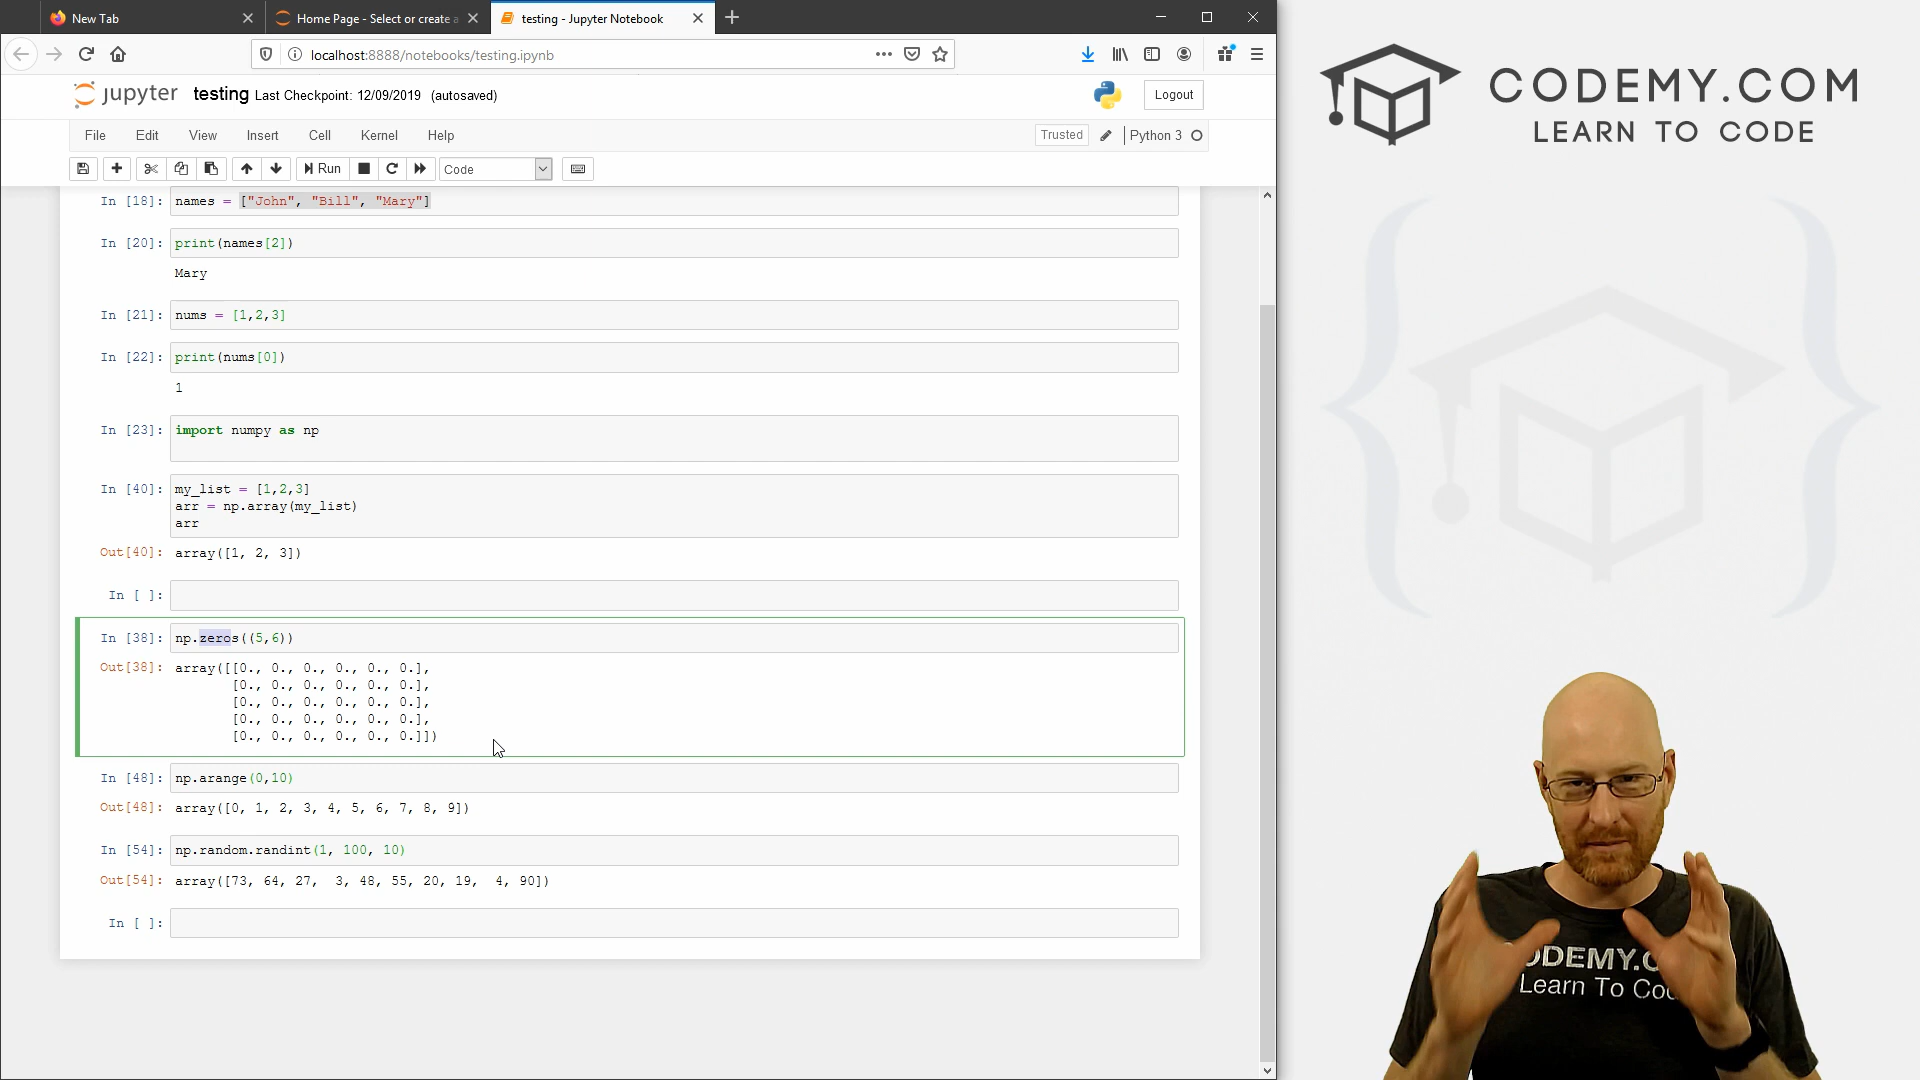 New Tab
Home Page - Select or create a
testing - Jupyter Notebook
localhost:8888/notebooks/testing.ipynb
jupyter testing Last Checkpoint: 12/09/2019 (autosaved)
Logout
File Edit View Insert Cell Kernel Help
Trusted
Python 3
Run
Code
In [18]: names = ["John", "Bill", "Mary"]
In [20]: print(names[2])
Mary
In [21]: nums = [1,2,3]
In [22]: print(nums[0])
1
In [23]: import numpy as np
In [40]: my_list = [1,2,3]
arr = np.array(my_list)
arr
Out[40]: array([1, 2, 3])
In [ ]:
In [38]: np.zeros((5,6))
Out[38]: array([[0., 0., 0., 0., 0., 0.],
[0., 0., 0., 0., 0., 0.],
[0., 0., 0., 0., 0., 0.],
[0., 0., 0., 0., 0., 0.],
[0., 0., 0., 0., 0., 0.]])
In [48]: np.arange(0,10)
Out[48]: array([0, 1, 2, 3, 4, 5, 6, 7, 8, 9])
In [54]: np.random.randint(1, 100, 10)
Out[54]: array([73, 64, 27,  3, 48, 55, 20, 19,  4, 90])
In [ ]:
CODEMY.COM
LEARN TO CODE
ODEMY.C
Learn To Cod